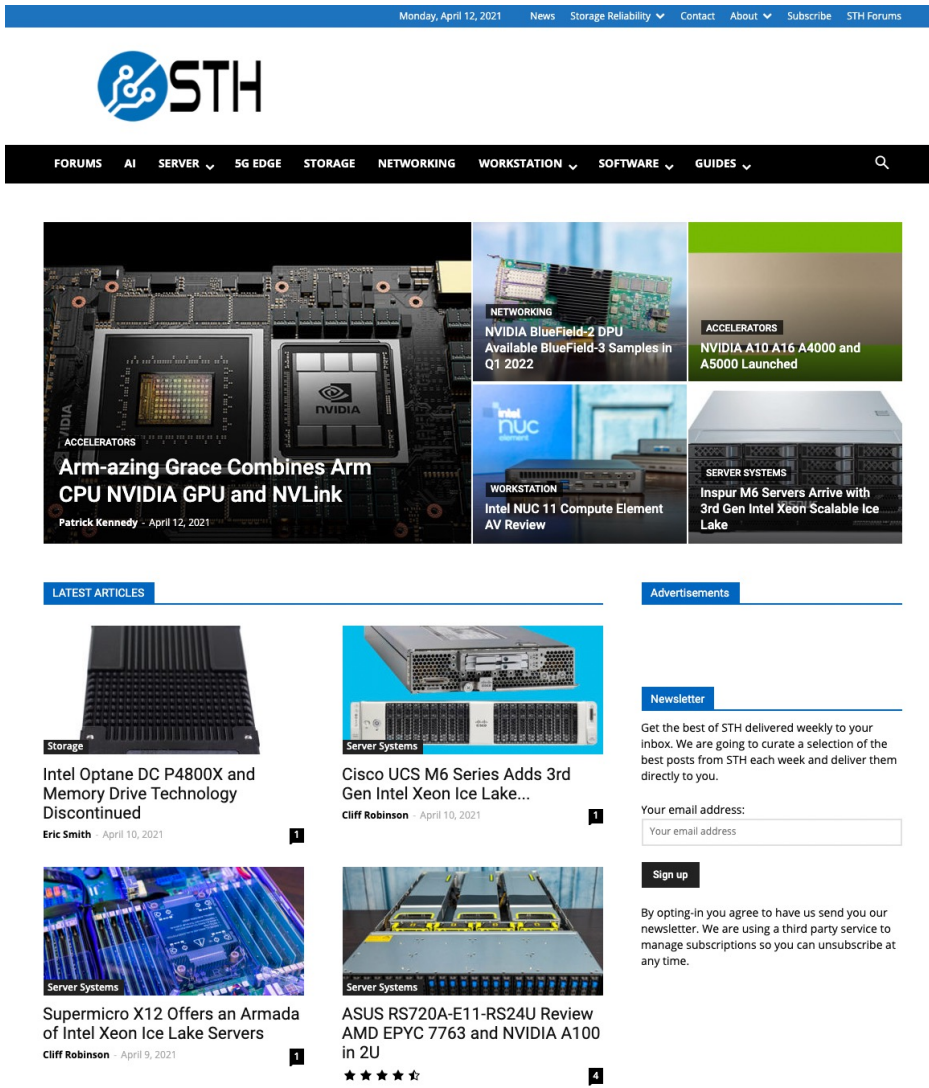 Monday, April 12, 2021 News Storage Reliability Contact About Subscribe STH Forums
STH
FORUMS AI SERVER 5G EDGE STORAGE NETWORKING WORKSTATION SOFTWARE GUIDES
NVIDIA
NVIDIA
ACCELERATORS
Arm-azing Grace Combines Arm
CPU NVIDIA GPU and NVLink
Patrick Kennedy - April 12, 2021
NETWORKING
NVIDIA BlueField-2 DPU
Available BlueField-3 Samples in
Q1 2022
ACCELERATORS
NVIDIA A10 A16 A4000 and
A5000 Launched
intel
nuc
element
WORKSTATION
Intel NUC 11 Compute Element
AV Review
SERVER SYSTEMS
Inspur M6 Servers Arrive with
3rd Gen Intel Xeon Scalable Ice
Lake
LATEST ARTICLES
Storage
Intel Optane DC P4800X and
Memory Drive Technology
Discontinued
Eric Smith - April 10, 2021 1
Server Systems
Cisco UCS M6 Series Adds 3rd
Gen Intel Xeon Ice Lake...
Cliff Robinson - April 10, 2021 1
Server Systems
Supermicro X12 Offers an Armada
of Intel Xeon Ice Lake Servers
Cliff Robinson - April 9, 2021 1
Server Systems
ASUS RS720A-E11-RS24U Review
AMD EPYC 7763 and NVIDIA A100
in 2U
4
Advertisements
Newsletter
Get the best of STH delivered weekly to your
inbox. We are going to curate a selection of the
best posts from STH each week and deliver them
directly to you.
Your email address:
Your email address
Sign up
By opting-in you agree to have us send you our
newsletter. We are using a third party service to
manage subscriptions so you can unsubscribe at
any time.